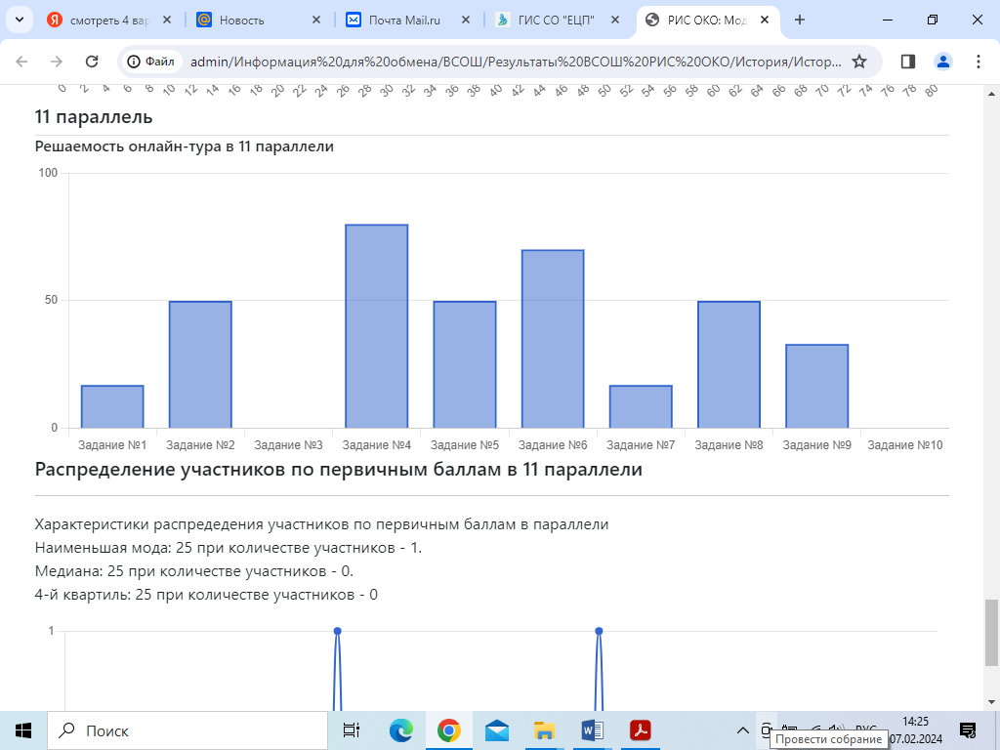 смотреть 4 вар
Новость
Почта Mail.ru
ГИС СО "ЕЦП"
РИС ОКО: Мод
Файл
admin/Информация%20для%20обмена/ВСОШ/Результаты%20ВСОШ%20РИС%20ОКО/История/Истор...
0 2 4 6 8 10 12 14 16 18 20 22 24 26 28 30 32 34 36 38 40 42 44 46 48 50 52 54 56 58 60 62 64 66 68 70 72 74 76 78 80
11 параллель
Решаемость онлайн-тура в 11 параллели
100
50
0
Задание №1 Задание №2 Задание №3 Задание №4 Задание №5 Задание №6 Задание №7 Задание №8 Задание №9 Задание №10
Распределение участников по первичным баллам в 11 параллели
Характеристики распредедения участников по первичным баллам в параллели
Наименьшая мода: 25 при количестве участников - 1.
Медиана: 25 при количестве участников - 0.
4-й квартиль: 25 при количестве участников - 0
1
Поиск
РУС
14:25
07.02.2024
Провести собрание